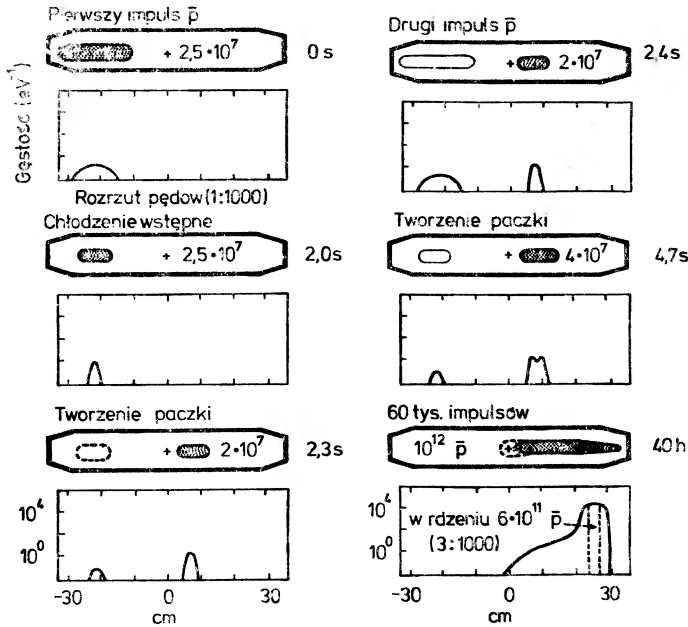 Pierwszy impuls p̄
+ 2,5·10⁷
0 s
Gęstość (eV⁻¹)
Rozrzut pędów (1:1000)
Chłodzenie wstępne
+ 2,5·10⁷
2,0s
Tworzenie paczki
+ 2·10⁷
2,3s
10⁴
10⁰
-30 0 30
cm
Drugi impuls p̄
+ 2·10⁷
2,4s
Tworzenie paczki
+ 4·10⁷
4,7s
60 tys. impulsów
10¹² p̄ +
40h
10⁴
10⁰
w rdzeniu 6·10¹¹ p̄
(3:1000)
-30 0 30
cm